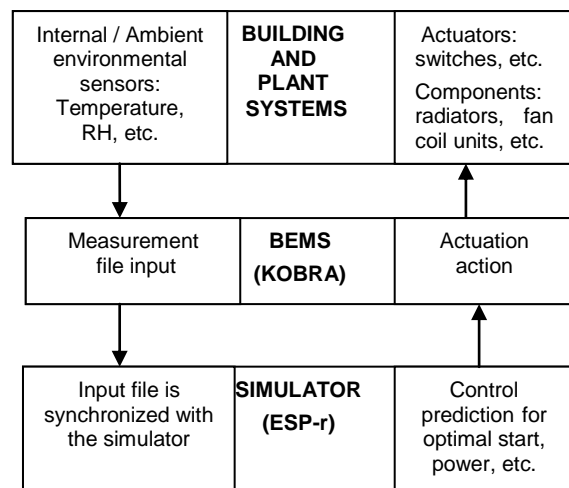 Internal / Ambient
environmental
sensors:
Temperature,
RH, etc.
BUILDING
AND
PLANT
SYSTEMS
Actuators:
switches, etc.
Components:
radiators, fan
coil units, etc.
Measurement
file input
BEMS
(KOBRA)
Actuation
action
Input file is
synchronized with
the simulator
SIMULATOR
(ESP-r)
Control
prediction for
optimal start,
power, etc.